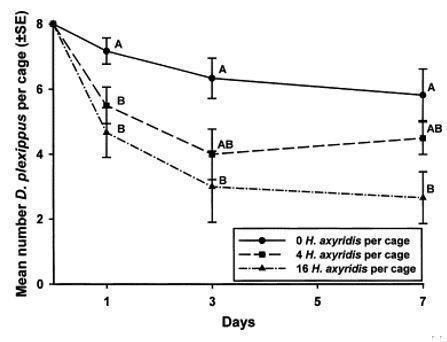 Mean number D. plexippus per cage (±SE)
8
6
4
2
0
A
A
A
B
AB
AB
B
B
B
0 H. axyridis per cage
4 H. axyridis per cage
16 H. axyridis per cage
1
3
5
7
Days